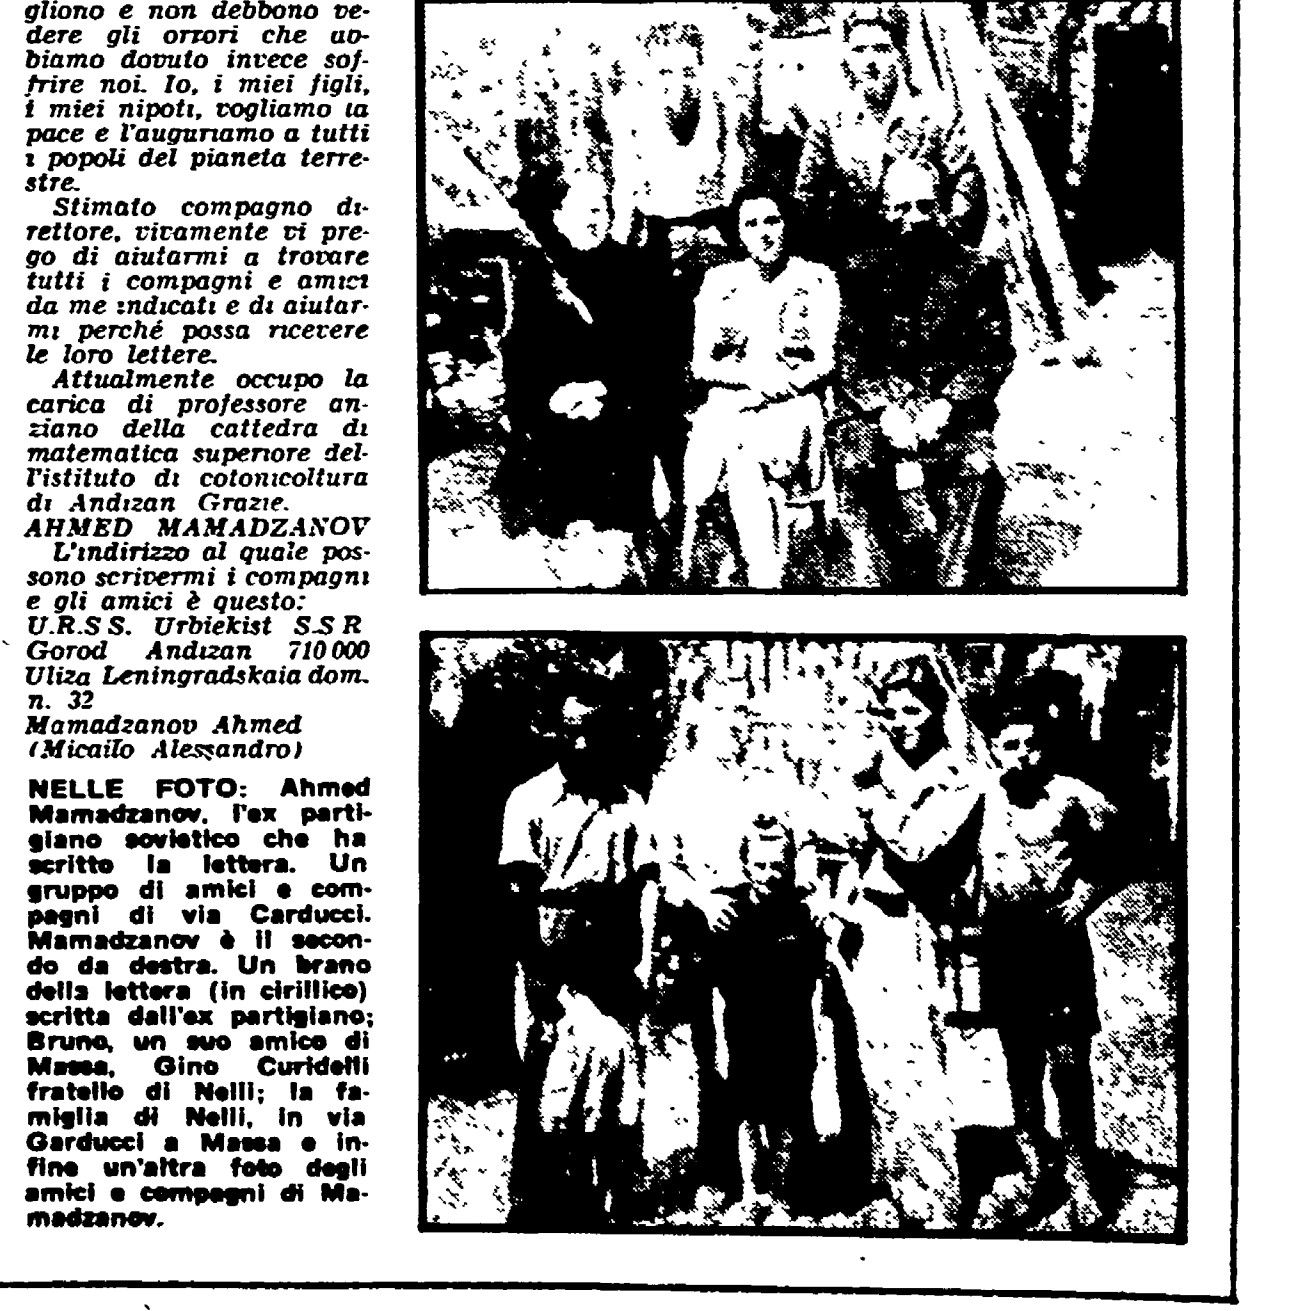 gliono e non debbono ve-
dere gli orrori che ab-
biamo dovuto invece sof-
frire noi. Io, i miei figli,
i miei nipoti, vogliamo la
pace e l'auguriamo a tutti
i popoli del pianeta terre-
stre.
Stimato compagno di-
rettore, vivamente vi pre-
go di aiutarmi a trovare
tutti i compagni e amici
da me indicati e di aiutar-
mi perché possa ricevere
le loro lettere.
Attualmente occupo la
carica di professore an-
ziano della cattedra di
matematica superiore del-
l'istituto di cotonicoltura
di Andizan Grazie.
AHMED MAMADZANOV
L'indirizzo al quale pos-
sono scrivermi i compagni
e gli amici è questo:
U.R.S S. Urbiekist S.S R
Gorod Andizan 710 000
Uliza Leningradskaia dom.
n. 32
Mamadzanov Ahmed
(Micailo Alessandro)
NELLE FOTO: Ahmed
Mamadzanov, l'ex parti-
giano sovietico che ha
scritto la lettera. Un
gruppo di amici e com-
pagni di via Carducci.
Mamadzanov è il secon-
do da destra. Un brano
della lettera (in cirillico)
scritta dall'ex partigiano;
Bruno, un suo amico di
Massa, Gino Curidelli
fratello di Nelli; la fa-
miglia di Nelli, in via
Garducci a Massa e in-
fine un'altra foto degli
amici e compagni di Ma-
madzanov.